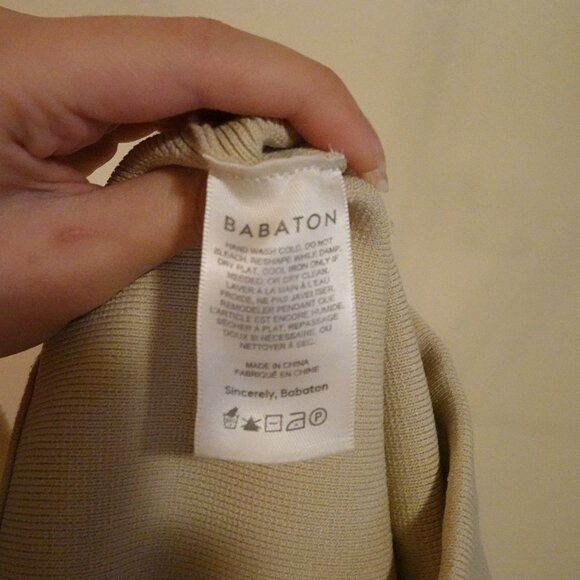 BABATON
HAND WASH COLD, DO NOT
BLEACH, RESHAPE WHILE DAMP,
DRY FLAT, COOL IRON ONLY IF
NEEDED, OR DRY CLEAN.
LAVER À LA MAIN À L'EAU
FROIDE, NE PAS JAVELISER,
REMODELER PENDANT QUE
L'ARTICLE EST ENCORE HUMIDE,
SÉCHER À PLAT, REPASSAGE
DOUX SI NÉCESSAIRE, OU
NETTOYER À SEC.
MADE IN CHINA
FABRIQUÉ EN CHINE
Sincerely, Babaton
P